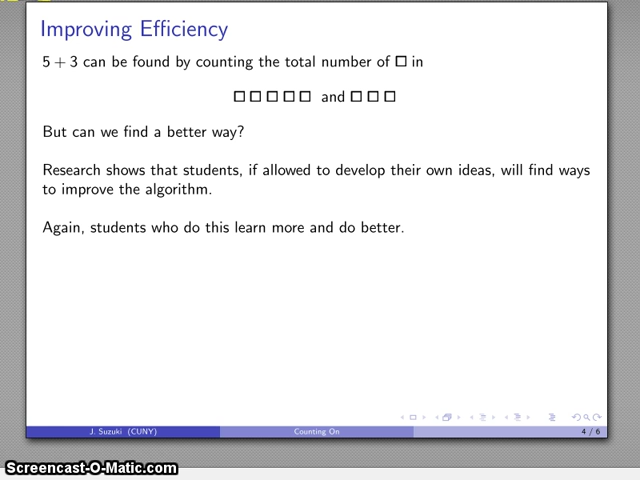 Improving Efficiency
5 + 3 can be found by counting the total number of □ in
□ □ □ □ □ and □ □ □
But can we find a better way?
Research shows that students, if allowed to develop their own ideas, will find ways
to improve the algorithm.
Again, students who do this learn more and do better.
J. Suzuki (CUNY) Counting On 4 / 6
Screencast-O-Matic.com